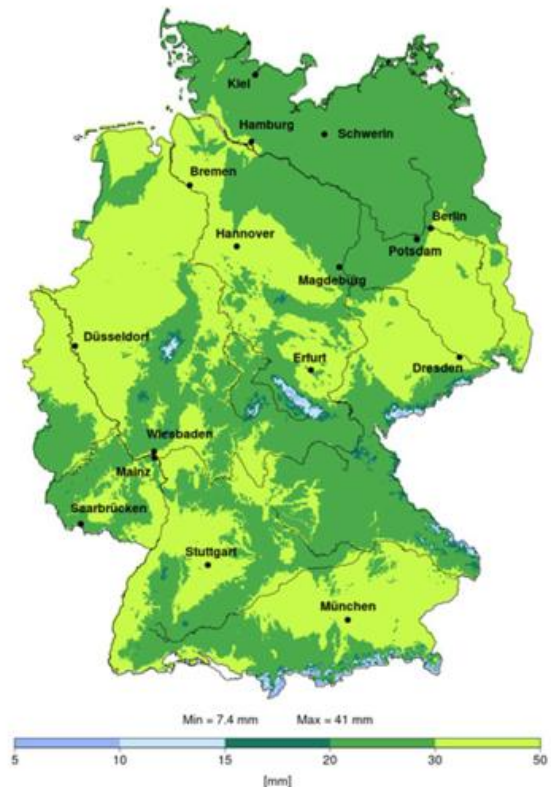 Kiel
Hamburg
Schwerin
Bremen
Berlin
Hannover
Potsdam
Magdeburg
Düsseldorf
Erfurt
Dresden
Wiesbaden
Mainz
Saarbrücken
Stuttgart
München
Min = 7.4 mm Max = 41 mm
5 10 15 20 30 50
[mm]